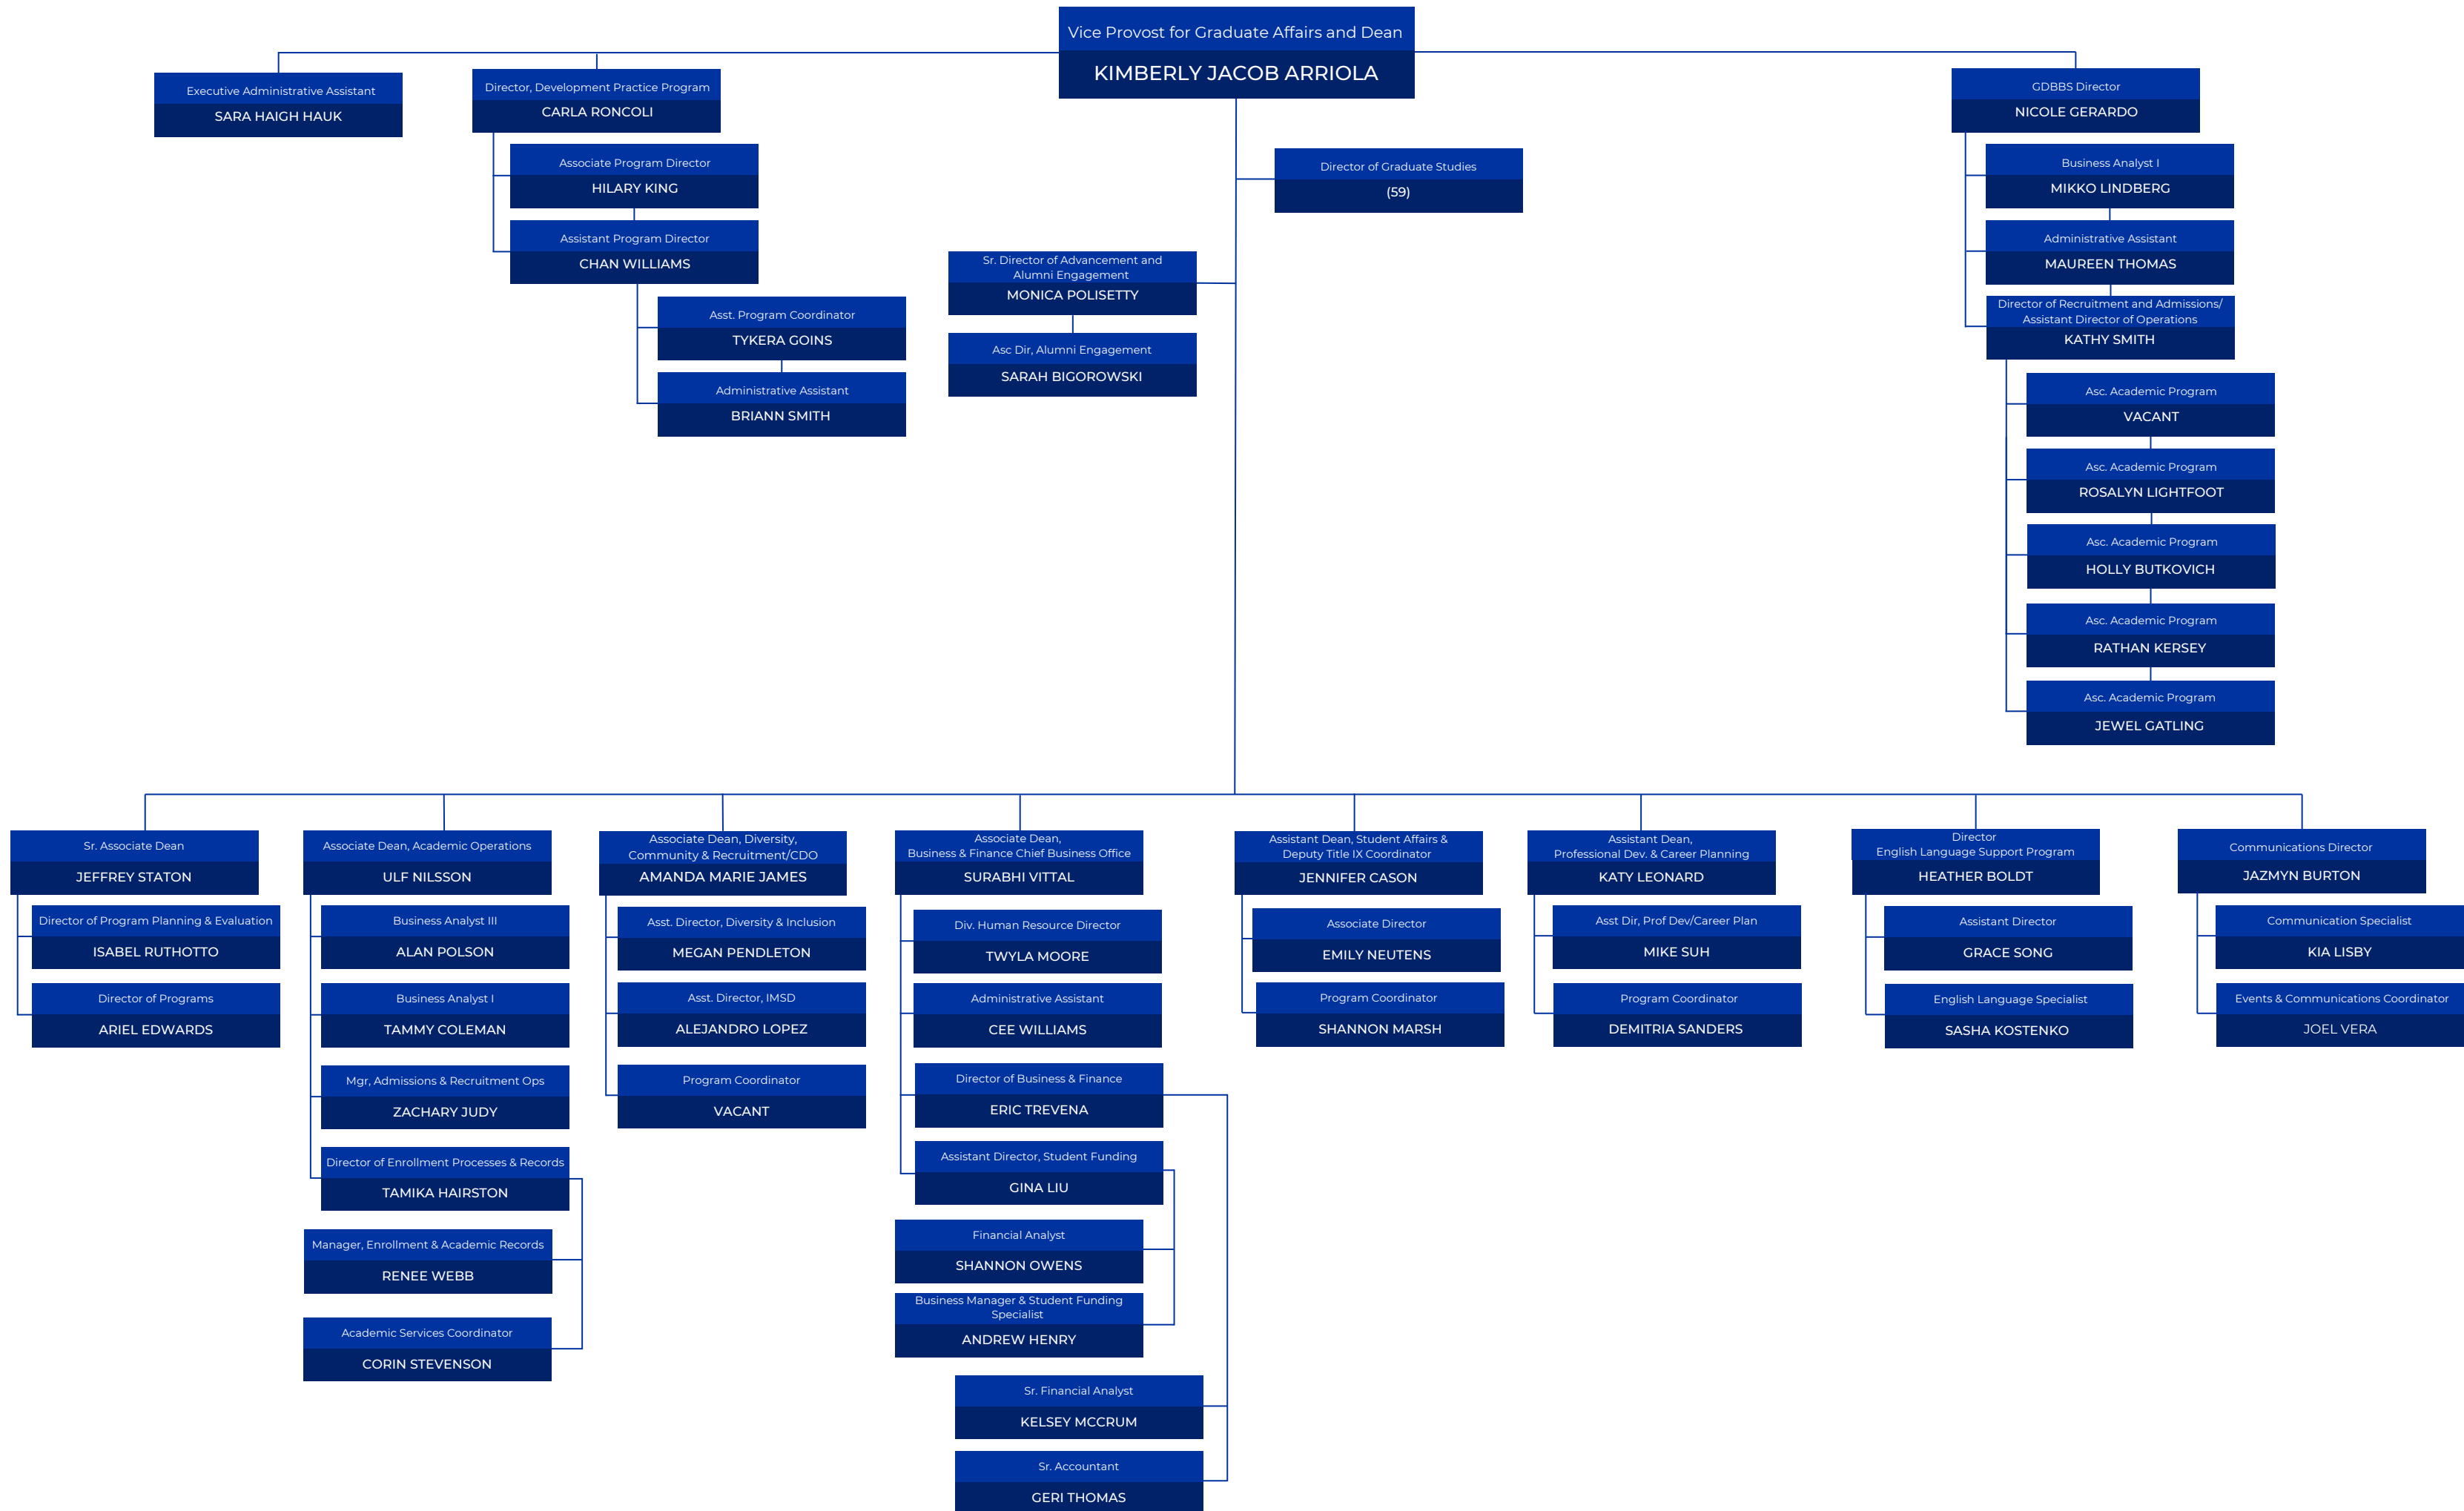 Vice Provost for Graduate Affairs and Dean
KIMBERLY JACOB ARRIOLA
Executive Administrative Assistant
SARA HAIGH HAUK
Director, Development Practice Program
CARLA RONCOLI
Associate Program Director
HILARY KING
Assistant Program Director
CHAN WILLIAMS
Asst. Program Coordinator
TYKERA GOINS
Administrative Assistant
BRIANN SMITH
Director of Graduate Studies
(59)
Sr. Director of Advancement and
Alumni Engagement
MONICA POLISETTY
Asc Dir, Alumni Engagement
SARAH BIGOROWSKI
GDBBS Director
NICOLE GERARDO
Business Analyst I
MIKKO LINDBERG
Administrative Assistant
MAUREEN THOMAS
Director of Recruitment and Admissions/
Assistant Director of Operations
KATHY SMITH
Asc. Academic Program
VACANT
Asc. Academic Program
ROSALYN LIGHTFOOT
Asc. Academic Program
HOLLY BUTKOVICH
Asc. Academic Program
RATHAN KERSEY
Asc. Academic Program
JEWEL GATLING
Sr. Associate Dean
JEFFREY STATON
Director of Program Planning & Evaluation
ISABEL RUTHOTTO
Director of Programs
ARIEL EDWARDS
Associate Dean, Academic Operations
ULF NILSSON
Business Analyst III
ALAN POLSON
Business Analyst I
TAMMY COLEMAN
Mgr, Admissions & Recruitment Ops
ZACHARY JUDY
Director of Enrollment Processes & Records
TAMIKA HAIRSTON
Manager, Enrollment & Academic Records
RENEE WEBB
Academic Services Coordinator
CORIN STEVENSON
Associate Dean, Diversity,
Community & Recruitment/CDO
AMANDA MARIE JAMES
Asst. Director, Diversity & Inclusion
MEGAN PENDLETON
Asst. Director, IMSD
ALEJANDRO LOPEZ
Program Coordinator
VACANT
Associate Dean,
Business & Finance Chief Business Office
SURABHI VITTAL
Div. Human Resource Director
TWYLA MOORE
Administrative Assistant
CEE WILLIAMS
Director of Business & Finance
ERIC TREVENA
Assistant Director, Student Funding
GINA LIU
Financial Analyst
SHANNON OWENS
Business Manager & Student Funding
Specialist
ANDREW HENRY
Sr. Financial Analyst
KELSEY MCCRUM
Sr. Accountant
GERI THOMAS
Assistant Dean, Student Affairs &
Deputy Title IX Coordinator
JENNIFER CASON
Associate Director
EMILY NEUTENS
Program Coordinator
SHANNON MARSH
Assistant Dean,
Professional Dev. & Career Planning
KATY LEONARD
Asst Dir, Prof Dev/Career Plan
MIKE SUH
Program Coordinator
DEMITRIA SANDERS
Director
English Language Support Program
HEATHER BOLDT
Assistant Director
GRACE SONG
English Language Specialist
SASHA KOSTENKO
Communications Director
JAZMYN BURTON
Communication Specialist
KIA LISBY
Events & Communications Coordinator
JOEL VERA